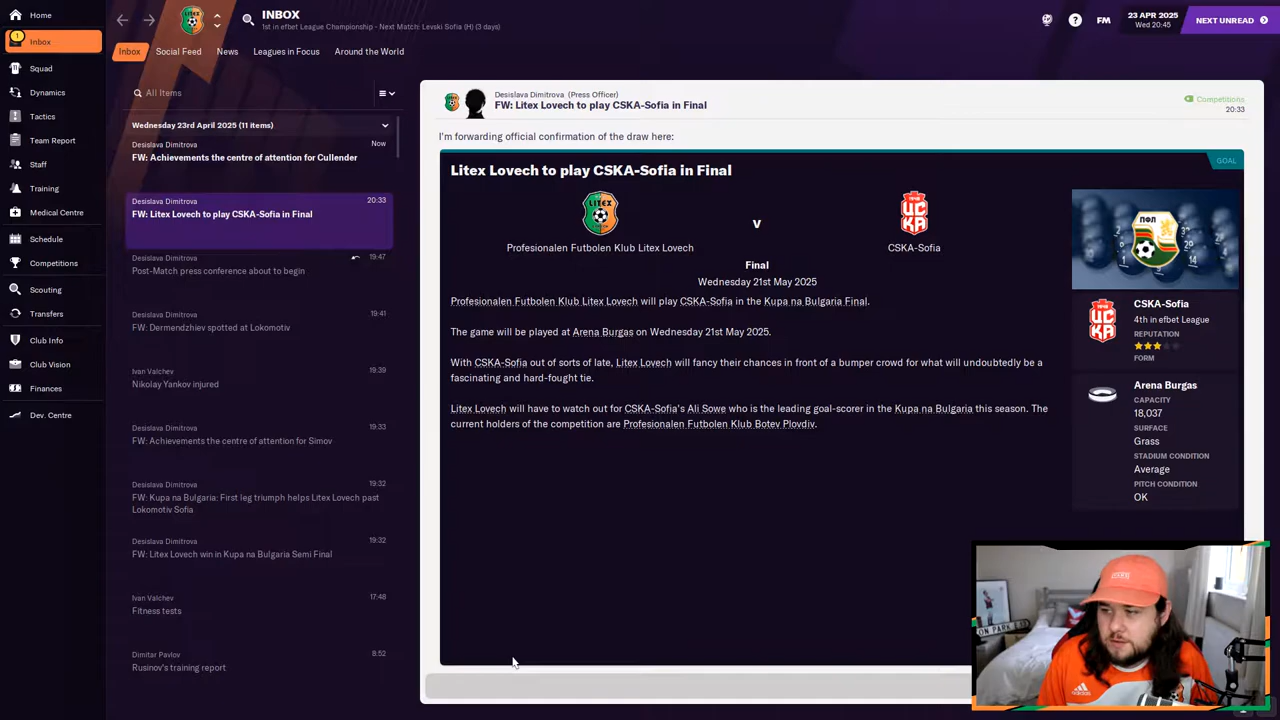 Home
1
Inbox
Squad
Dynamics
Tactics
Team Report
Staff
Training
Medical Centre
Schedule
Competitions
Scouting
Transfers
Club Info
Club Vision
Finances
Dev. Centre
INBOX
1st in efbet League Championship - Next Match: Levski Sofia (H) (3 days)
?
FM
23 APR 2025
Wed 20:45
NEXT UNREAD
Inbox
Social Feed
News
Leagues in Focus
Around the World
All Items
Wednesday 23rd April 2025 (11 items)
Desislava Dimitrova
Now
FW: Achievements the centre of attention for Cullender
Desislava Dimitrova
20:33
FW: Litex Lovech to play CSKA-Sofia in Final
Desislava Dimitrova
19:47
Post-Match press conference about to begin
Desislava Dimitrova
19:41
FW: Dermendzhiev spotted at Lokomotiv
Ivan Valchev
19:39
Nikolay Yankov injured
Desislava Dimitrova
19:33
FW: Achievements the centre of attention for Simov
Desislava Dimitrova
19:32
FW: Kupa na Bulgaria: First leg triumph helps Litex Lovech past
Lokomotiv Sofia
Desislava Dimitrova
19:32
FW: Litex Lovech win in Kupa na Bulgaria Semi Final
Ivan Valchev
17:48
Fitness tests
Dimitar Pavlov
8:52
Rusinov's training report
Desislava Dimitrova (Press Officer)
FW: Litex Lovech to play CSKA-Sofia in Final
Competitions
20:33
I'm forwarding official confirmation of the draw here:
GOAL
Litex Lovech to play CSKA-Sofia in Final
v
Profesionalen Futbolen Klub Litex Lovech
CSKA-Sofia
Final
Wednesday 21st May 2025
Profesionalen Futbolen Klub Litex Lovech will play CSKA-Sofia in the Kupa na Bulgaria Final.
The game will be played at Arena Burgas on Wednesday 21st May 2025.
With CSKA-Sofia out of sorts of late, Litex Lovech will fancy their chances in front of a bumper crowd for what will undoubtedly be a
fascinating and hard-fought tie.
Litex Lovech will have to watch out for CSKA-Sofia's Ali Sowe who is the leading goal-scorer in the Kupa na Bulgaria this season. The
current holders of the competition are Profesionalen Futbolen Klub Botev Plovdiv.
CSKA-Sofia
4th in efbet League
REPUTATION
FORM
Arena Burgas
CAPACITY
18,037
SURFACE
Grass
STADIUM CONDITION
Average
PITCH CONDITION
OK